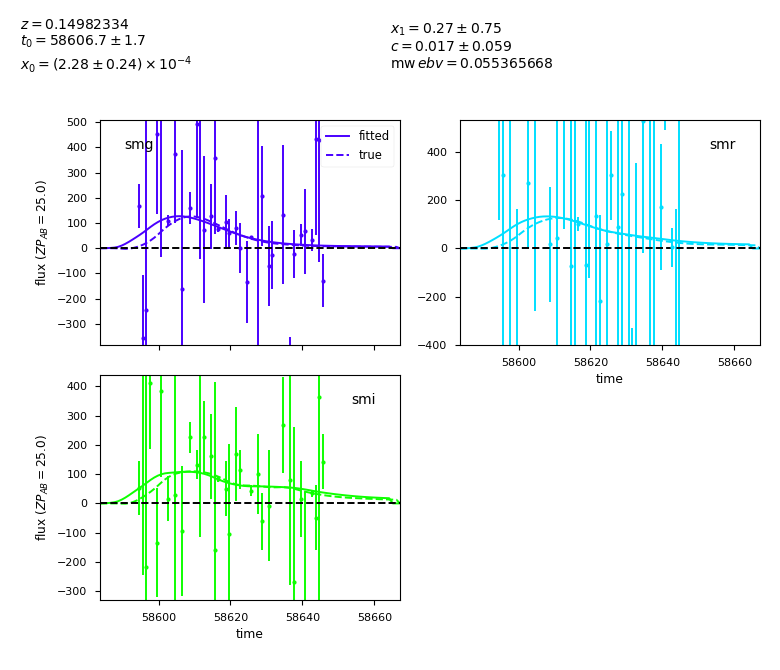 z = 0.14982334
t₀ = 58606.7 ± 1.7
x₀ = (2.28 ± 0.24) × 10⁻⁴
x₁ = 0.27 ± 0.75
c = 0.017 ± 0.059
mwebv = 0.055365668
smg
fitted
true
500
400
300
200
100
0
−100
−200
−300
flux (ZP_AB = 25.0)
smr
400
200
0
−200
−400
58600 58620 58640 58660
time
smi
400
300
200
100
0
−100
−200
−300
flux (ZP_AB = 25.0)
58600 58620 58640 58660
time